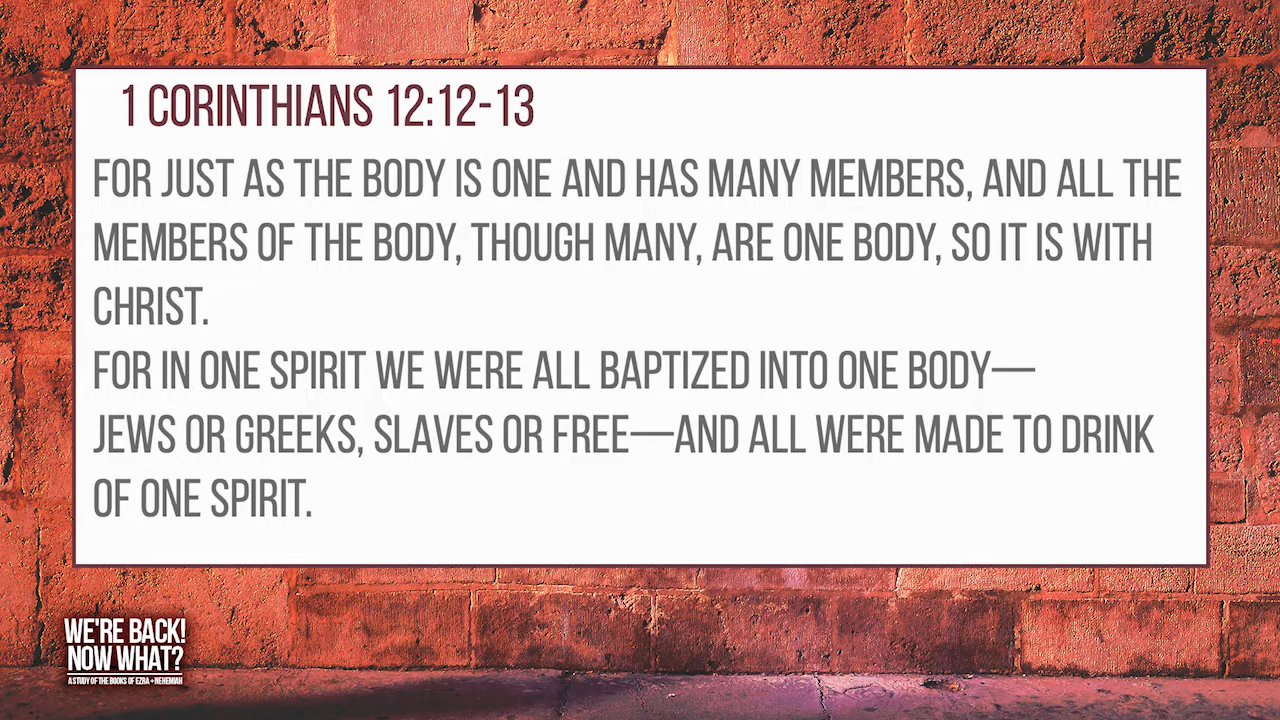 1 CORINTHIANS 12:12-13
FOR JUST AS THE BODY IS ONE AND HAS MANY MEMBERS, AND ALL THE
MEMBERS OF THE BODY, THOUGH MANY, ARE ONE BODY, SO IT IS WITH
CHRIST.
FOR IN ONE SPIRIT WE WERE ALL BAPTIZED INTO ONE BODY—
JEWS OR GREEKS, SLAVES OR FREE—AND ALL WERE MADE TO DRINK
OF ONE SPIRIT.
WE'RE BACK!
NOW WHAT?
A STUDY OF THE BOOKS OF EZRA + NEHEMIAH